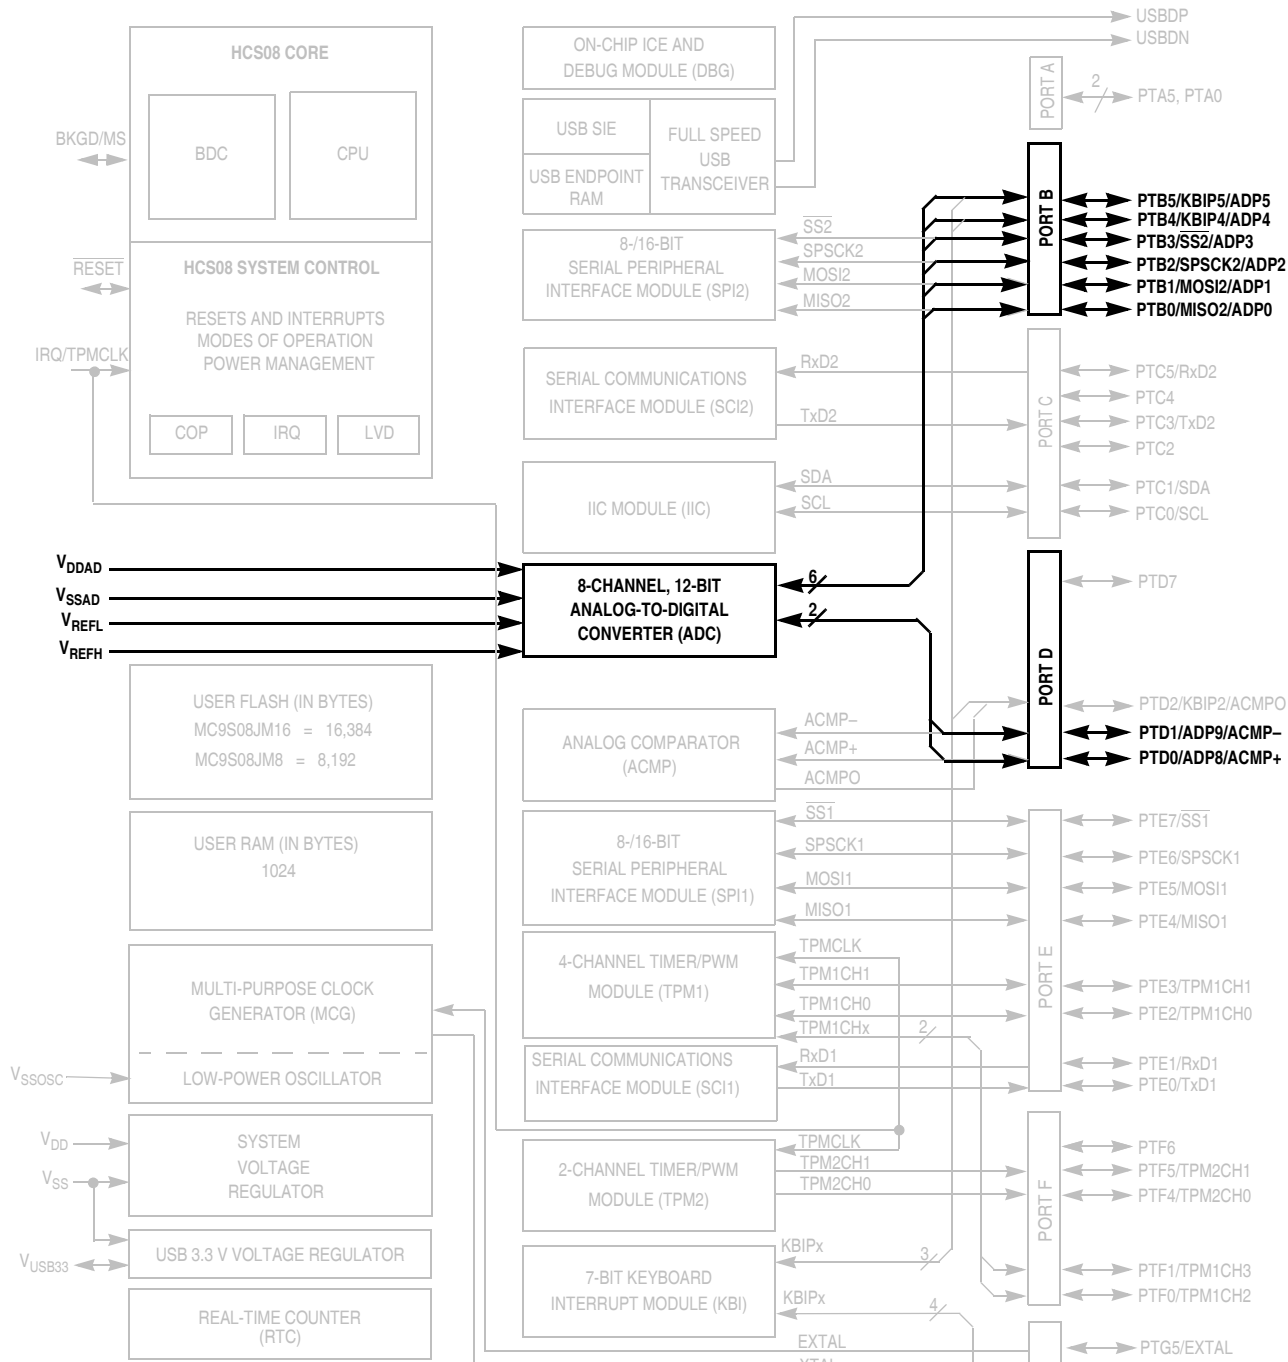 USBDP
USBDN
HCS08 CORE
ON-CHIP ICE AND
DEBUG MODULE (DBG)
PORT A
2
PTA5, PTA0
BKGD/MS
BDC
CPU
USB SIE
FULL SPEED
USB
TRANSCEIVER
USB ENDPOINT
RAM
PORT B
PTB5/KBIP5/ADP5
PTB4/KBIP4/ADP4
PTB3/SS2/ADP3
PTB2/SPSCK2/ADP2
PTB1/MOSI2/ADP1
PTB0/MISO2/ADP0
8-/16-BIT
SERIAL PERIPHERAL
INTERFACE MODULE (SPI2)
SS2
SPSCK2
MOSI2
MISO2
RESET
HCS08 SYSTEM CONTROL
RESETS AND INTERRUPTS
MODES OF OPERATION
POWER MANAGEMENT
IRQ/TPMCLK
COP
IRQ
LVD
SERIAL COMMUNICATIONS
INTERFACE MODULE (SCI2)
RxD2
TxD2
PORT C
PTC5/RxD2
PTC4
PTC3/TxD2
PTC2
PTC1/SDA
PTC0/SCL
IIC MODULE (IIC)
SDA
SCL
VDDAD
VSSAD
VREFL
VREFH
8-CHANNEL, 12-BIT
ANALOG-TO-DIGITAL
CONVERTER (ADC)
6
2
PORT D
PTD7
PTD2/KBIP2/ACMPO
PTD1/ADP9/ACMP–
PTD0/ADP8/ACMP+
USER FLASH (IN BYTES)
MC9S08JM16 = 16,384
MC9S08JM8 = 8,192
ANALOG COMPARATOR
(ACMP)
ACMP–
ACMP+
ACMPO
USER RAM (IN BYTES)
1024
8-/16-BIT
SERIAL PERIPHERAL
INTERFACE MODULE (SPI1)
SS1
SPSCK1
MOSI1
MISO1
PORT E
PTE7/SS1
PTE6/SPSCK1
PTE5/MOSI1
PTE4/MISO1
PTE3/TPM1CH1
PTE2/TPM1CH0
PTE1/RxD1
PTE0/TxD1
MULTI-PURPOSE CLOCK
GENERATOR (MCG)
LOW-POWER OSCILLATOR
VSSOSC
4-CHANNEL TIMER/PWM
MODULE (TPM1)
TPMCLK
TPM1CH1
TPM1CH0
TPM1CHx
2
SERIAL COMMUNICATIONS
INTERFACE MODULE (SCI1)
RxD1
TxD1
VDD
VSS
SYSTEM
VOLTAGE
REGULATOR
2-CHANNEL TIMER/PWM
MODULE (TPM2)
TPMCLK
TPM2CH1
TPM2CH0
PORT F
PTF6
PTF5/TPM2CH1
PTF4/TPM2CH0
PTF1/TPM1CH3
PTF0/TPM1CH2
VUSB33
USB 3.3 V VOLTAGE REGULATOR
7-BIT KEYBOARD
INTERRUPT MODULE (KBI)
KBIPx
3
KBIPx
4
REAL-TIME COUNTER
(RTC)
EXTAL
XTAL
PTG5/EXTAL